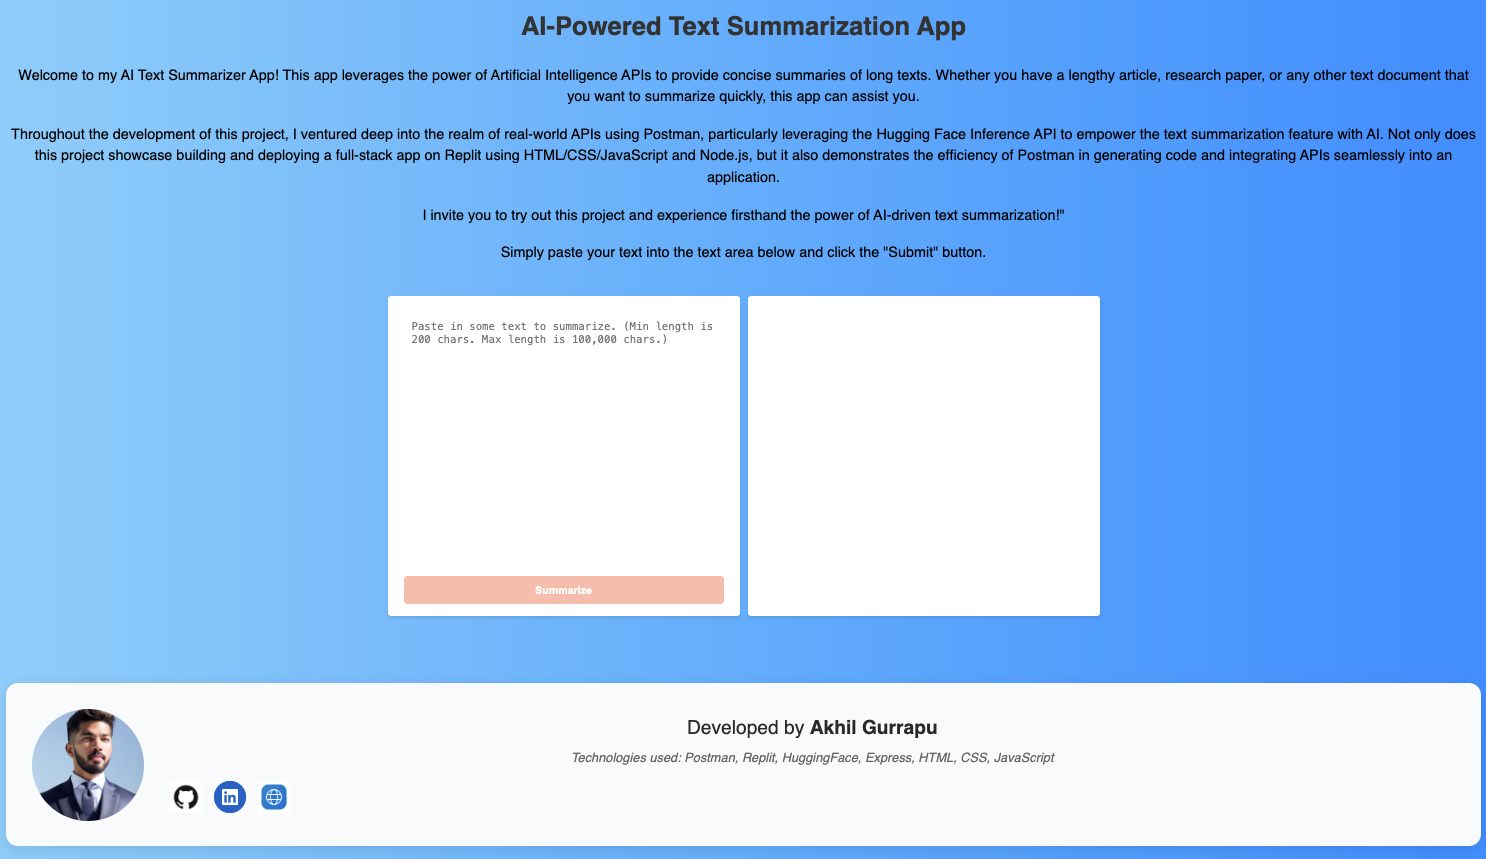 AI-Powered Text Summarization App
Welcome to my AI Text Summarizer App! This app leverages the power of Artificial Intelligence APIs to provide concise summaries of long texts. Whether you have a lengthy article, research paper, or any other text document that
you want to summarize quickly, this app can assist you.
Throughout the development of this project, I ventured deep into the realm of real-world APIs using Postman, particularly leveraging the Hugging Face Inference API to empower the text summarization feature with AI. Not only does
this project showcase building and deploying a full-stack app on Replit using HTML/CSS/JavaScript and Node.js, but it also demonstrates the efficiency of Postman in generating code and integrating APIs seamlessly into an
application.
I invite you to try out this project and experience firsthand the power of AI-driven text summarization!"
Simply paste your text into the text area below and click the "Submit" button.
Paste in some text to summarize. (Min length is
200 chars. Max length is 100,000 chars.)
Summarize
Developed by Akhil Gurrapu
Technologies used: Postman, Replit, HuggingFace, Express, HTML, CSS, JavaScript
in